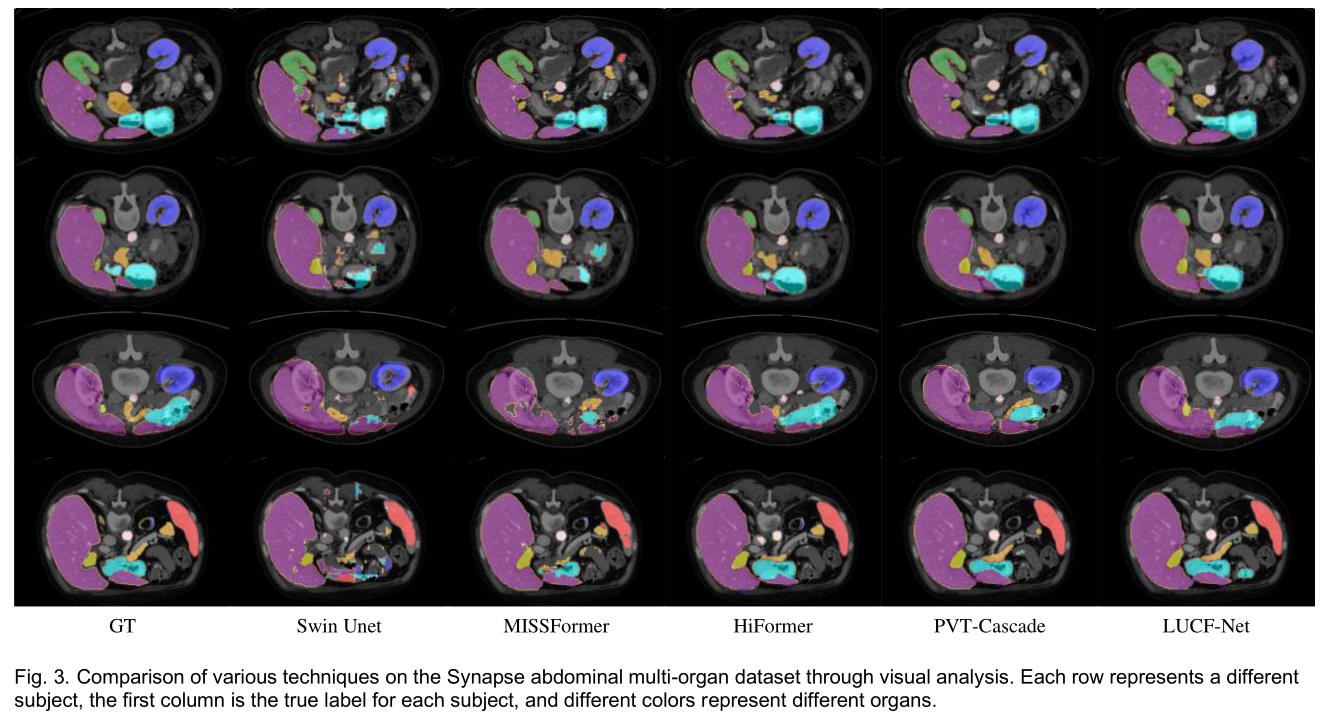 GT Swin Unet MISSFormer HiFormer PVT-Cascade LUCF-Net
Fig. 3. Comparison of various techniques on the Synapse abdominal multi-organ dataset through visual analysis. Each row represents a different
subject, the first column is the true label for each subject, and different colors represent different organs.